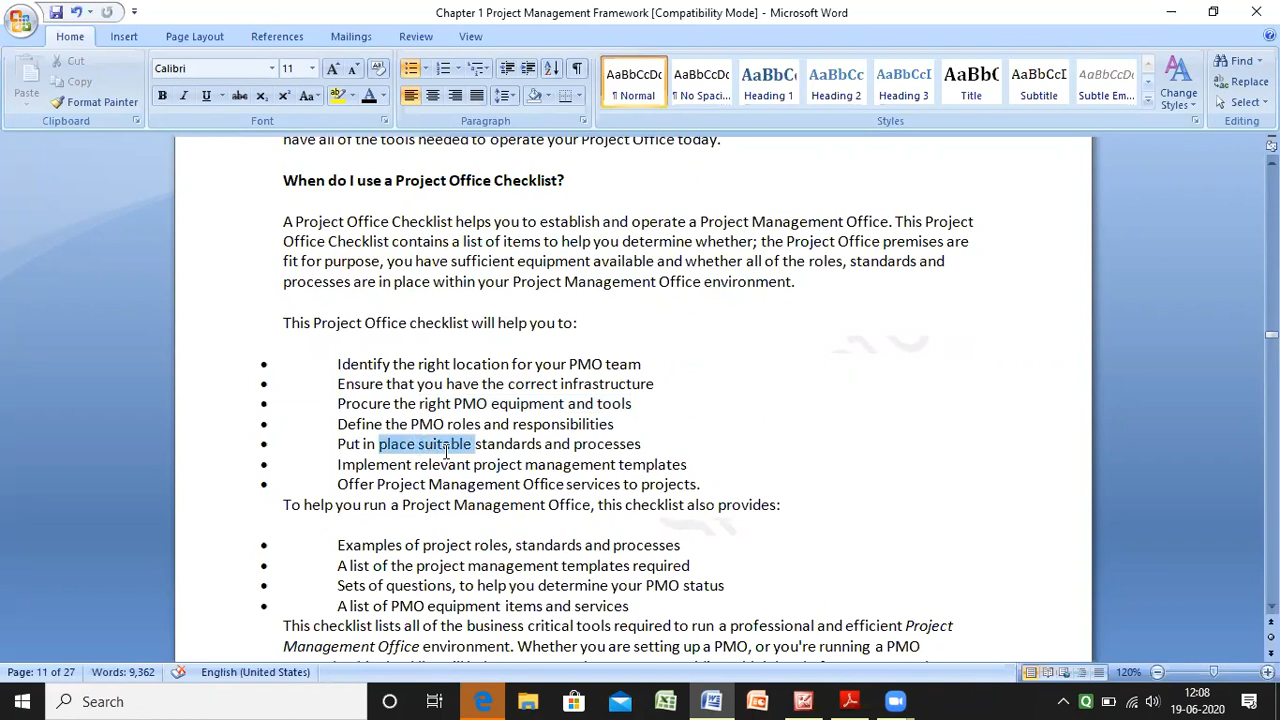 Chapter 1 Project Management Framework [Compatibility Mode] - Microsoft Word
Home Insert Page Layout References Mailings Review View
Cut
Copy
Paste
Format Painter
Clipboard
Calibri 11
Font
Paragraph
AaBbCcDc AaBbCcDc AaBbC AaBbCc AaBbCcI AaBbC AaBbCcI AaBbCcDc
¶ Normal ¶ No Spaci... Heading 1 Heading 2 Heading 3 Title Subtitle Subtle Em...
Change Styles
Styles
Find
Replace
Select
Editing
have all of the tools needed to operate your Project Office today.
When do I use a Project Office Checklist?
A Project Office Checklist helps you to establish and operate a Project Management Office. This Project
Office Checklist contains a list of items to help you determine whether; the Project Office premises are
fit for purpose, you have sufficient equipment available and whether all of the roles, standards and
processes are in place within your Project Management Office environment.
This Project Office checklist will help you to:
• Identify the right location for your PMO team
• Ensure that you have the correct infrastructure
• Procure the right PMO equipment and tools
• Define the PMO roles and responsibilities
• Put in place suitable standards and processes
• Implement relevant project management templates
• Offer Project Management Office services to projects.
To help you run a Project Management Office, this checklist also provides:
• Examples of project roles, standards and processes
• A list of the project management templates required
• Sets of questions, to help you determine your PMO status
• A list of PMO equipment items and services
This checklist lists all of the business critical tools required to run a professional and efficient Project
Management Office environment. Whether you are setting up a PMO, or you're running a PMO
Page: 11 of 27 Words: 9,362 English (United States) 120%
Search
12:08
19-06-2020